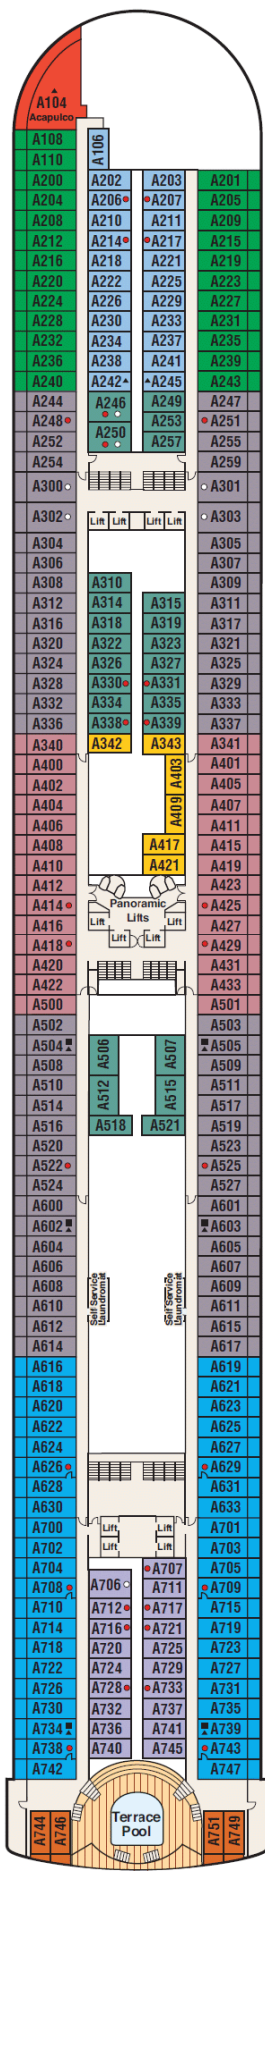 A104
Acapulco
A108 A106
A110
A200 A202 A203 A201
A204 A206 A207 A205
A208 A210 A211 A209
A212 A214 A217 A215
A216 A218 A221 A219
A220 A222 A225 A223
A224 A226 A229 A227
A228 A230 A233 A231
A232 A234 A237 A235
A236 A238 A241 A239
A240 A242 A245 A243
A244 A246 A249 A247
A248 A253 A251
A252 A250 A257 A255
A254 A259
A300 A301
A302 Lift Lift Lift Lift A303
A304 A305
A306 A307
A308 A310 A309
A312 A314 A315 A311
A316 A318 A319 A317
A320 A322 A323 A321
A324 A326 A327 A325
A328 A330 A331 A329
A332 A334 A335 A333
A336 A338 A339 A337
A340 A342 A343 A341
A400 A403 A401
A402 A405
A404 A409 A407
A406 A411
A408 A417 A415
A410 A421 A419
A412 A423
A414 Panoramic A425
Lifts
A416 Lift Lift A427
A418 Lift Lift A429
A420 A431
A422 A433
A500 A501
A502 A503
A504 A506 A507 A505
A508 A509
A510 A512 A515 A511
A514 A517
A516 A518 A521 A519
A520 A523
A522 A525
A524 A527
A600 A601
A602 A603
A604 A605
A606 A607
A608 Self Service Laundromat Self Service Laundromat A609
A610 A611
A612 A615
A614 A617
A616 A619
A618 A621
A620 A623
A622 A625
A624 A627
A626 A629
A628 A631
A630 A633
A700 Lift Lift A701
A702 Lift Lift A703
A704 A707 A705
A708 A706 A711 A709
A710 A712 A717 A715
A714 A716 A721 A719
A718 A720 A725 A723
A722 A724 A729 A727
A726 A728 A733 A731
A730 A732 A737 A735
A734 A736 A741 A739
A738 A740 A745 A743
A742 A747
A744 A746 Terrace A751 A749
Pool